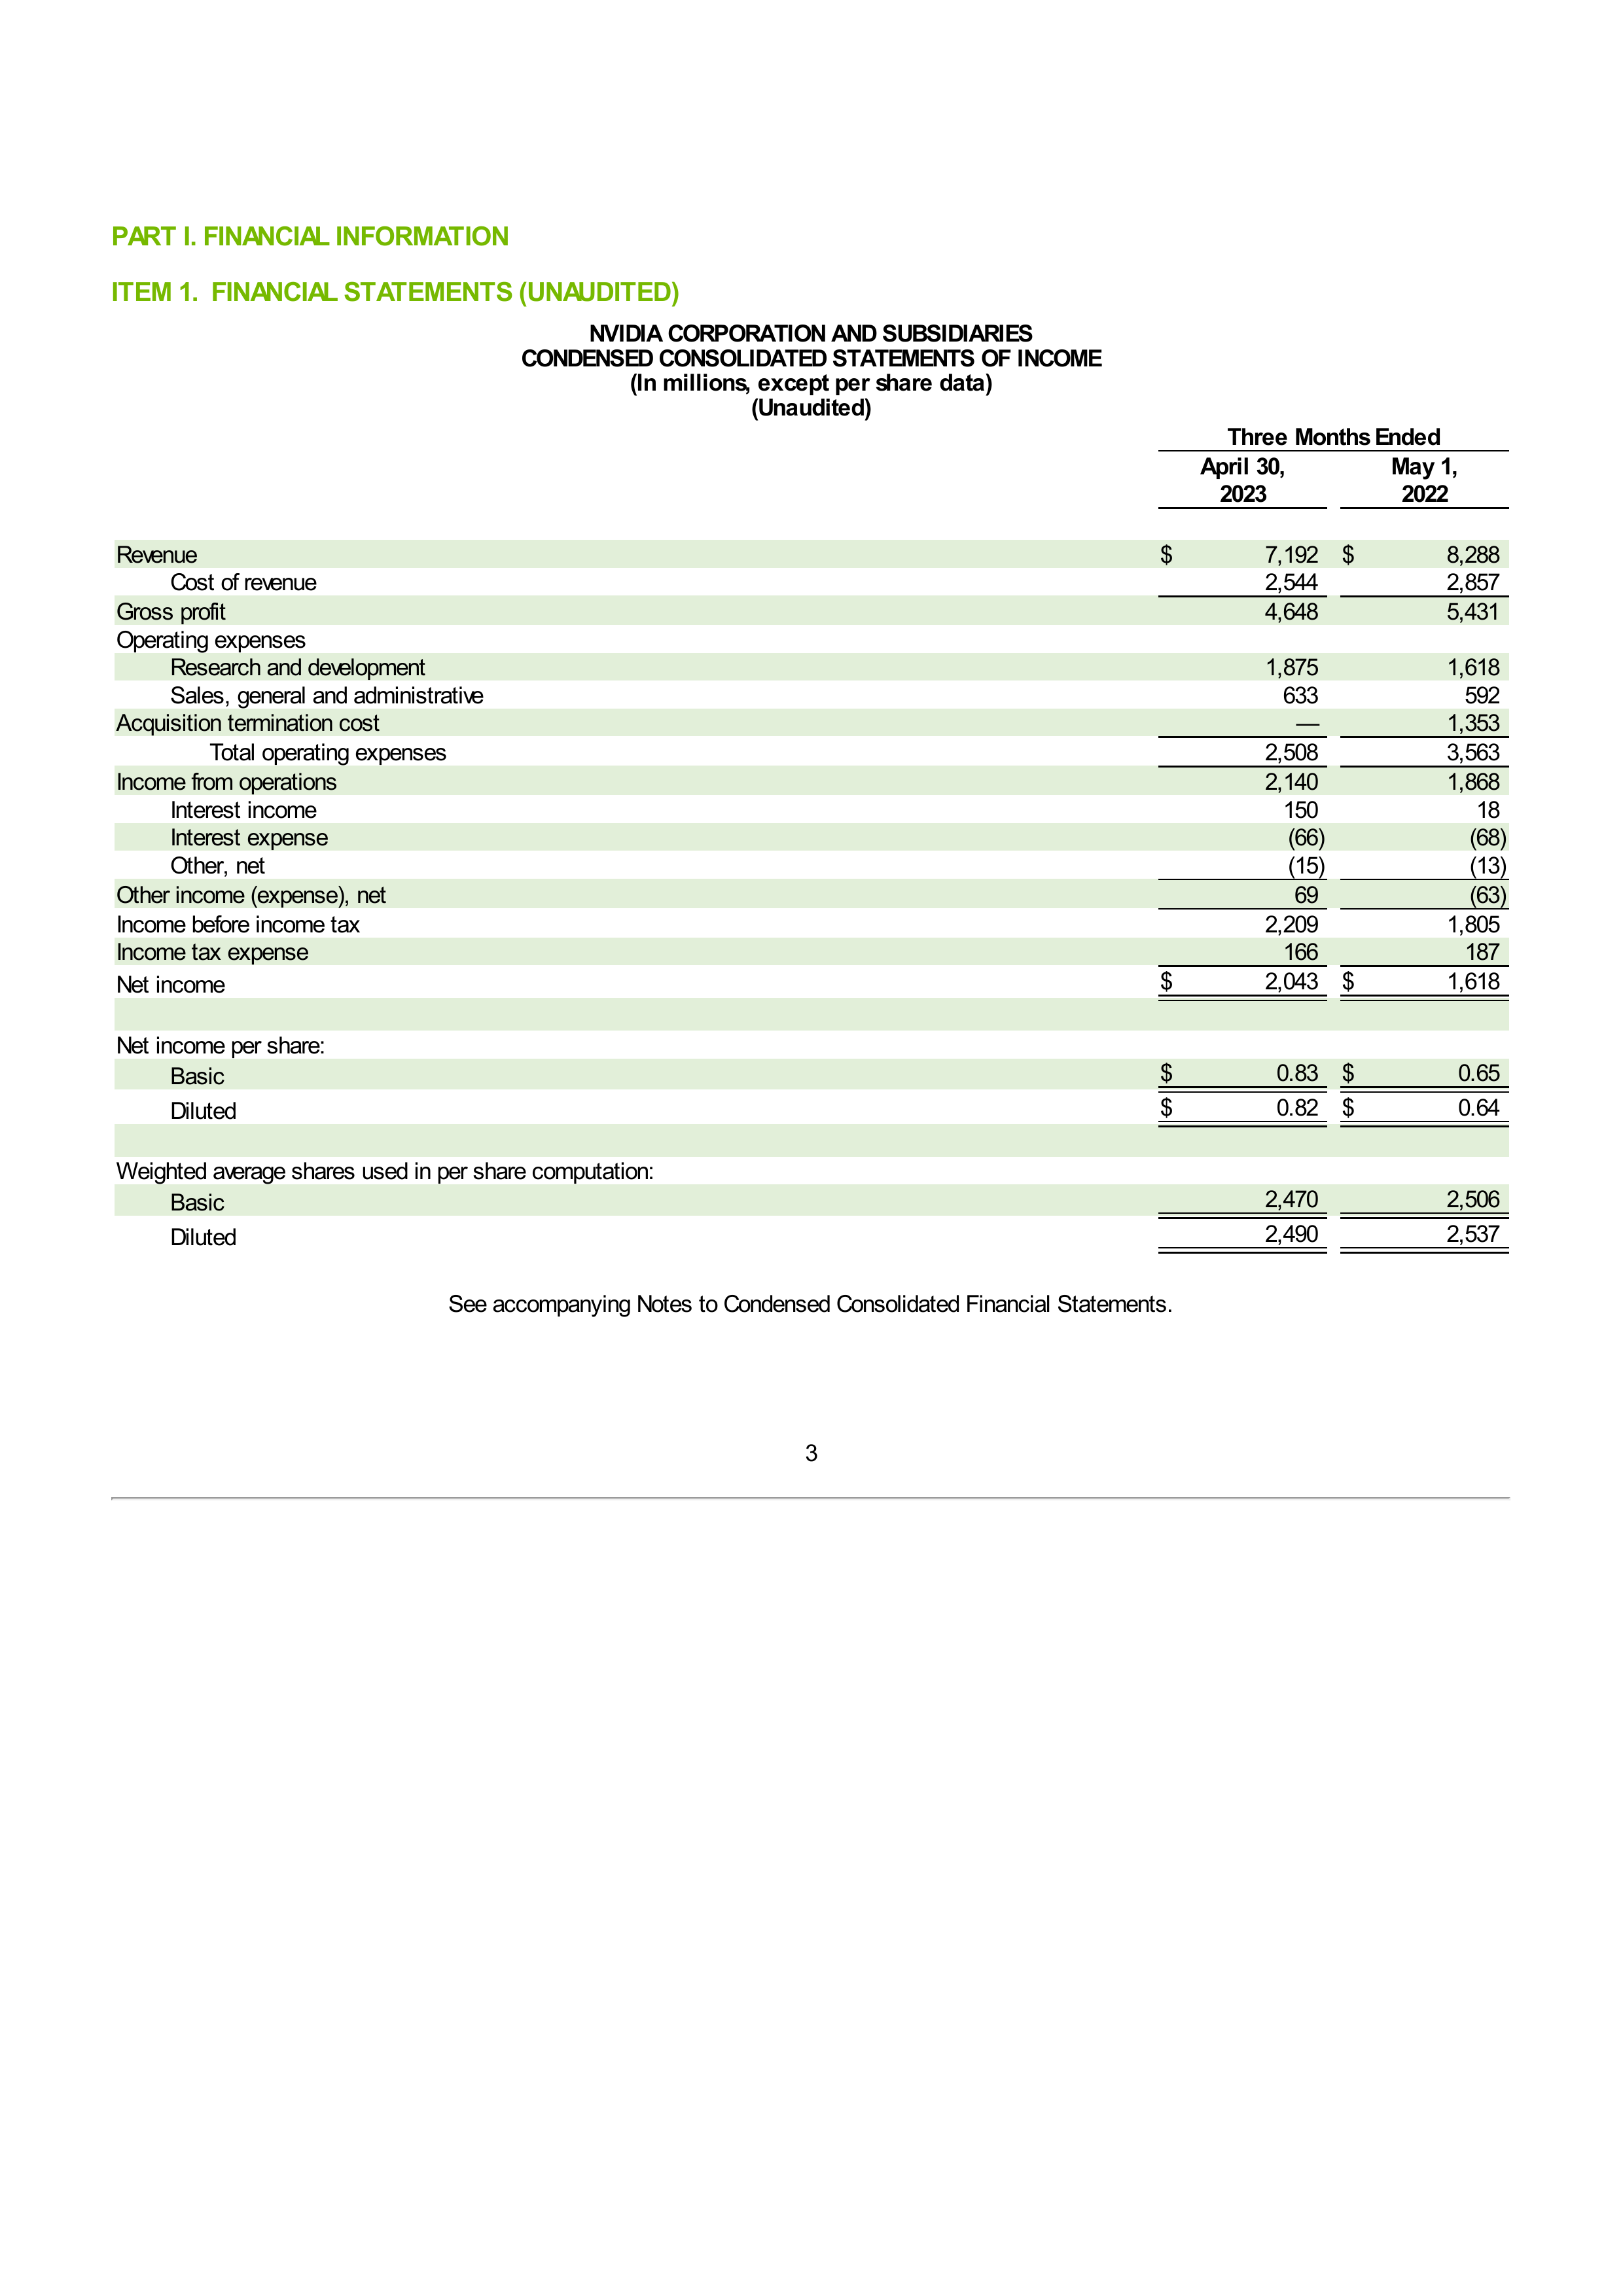 PART I. FINANCIAL INFORMATION
ITEM 1. FINANCIAL STATEMENTS (UNAUDITED)
NVIDIA CORPORATION AND SUBSIDIARIES
CONDENSED CONSOLIDATED STATEMENTS OF INCOME
(In millions, except per share data)
(Unaudited)
Three Months Ended
April 30, May 1,
2023 2022
Revenue $ 7,192 $ 8,288
Cost of revenue 2,544 2,857
Gross profit 4,648 5,431
Operating expenses
Research and development 1,875 1,618
Sales, general and administrative 633 592
Acquisition termination cost — 1,353
Total operating expenses 2,508 3,563
Income from operations 2,140 1,868
Interest income 150 18
Interest expense (66) (68)
Other, net (15) (13)
Other income (expense), net 69 (63)
Income before income tax 2,209 1,805
Income tax expense 166 187
Net income $ 2,043 $ 1,618
Net income per share:
Basic $ 0.83 $ 0.65
Diluted $ 0.82 $ 0.64
Weighted average shares used in per share computation:
Basic 2,470 2,506
Diluted 2,490 2,537
See accompanying Notes to Condensed Consolidated Financial Statements.
3